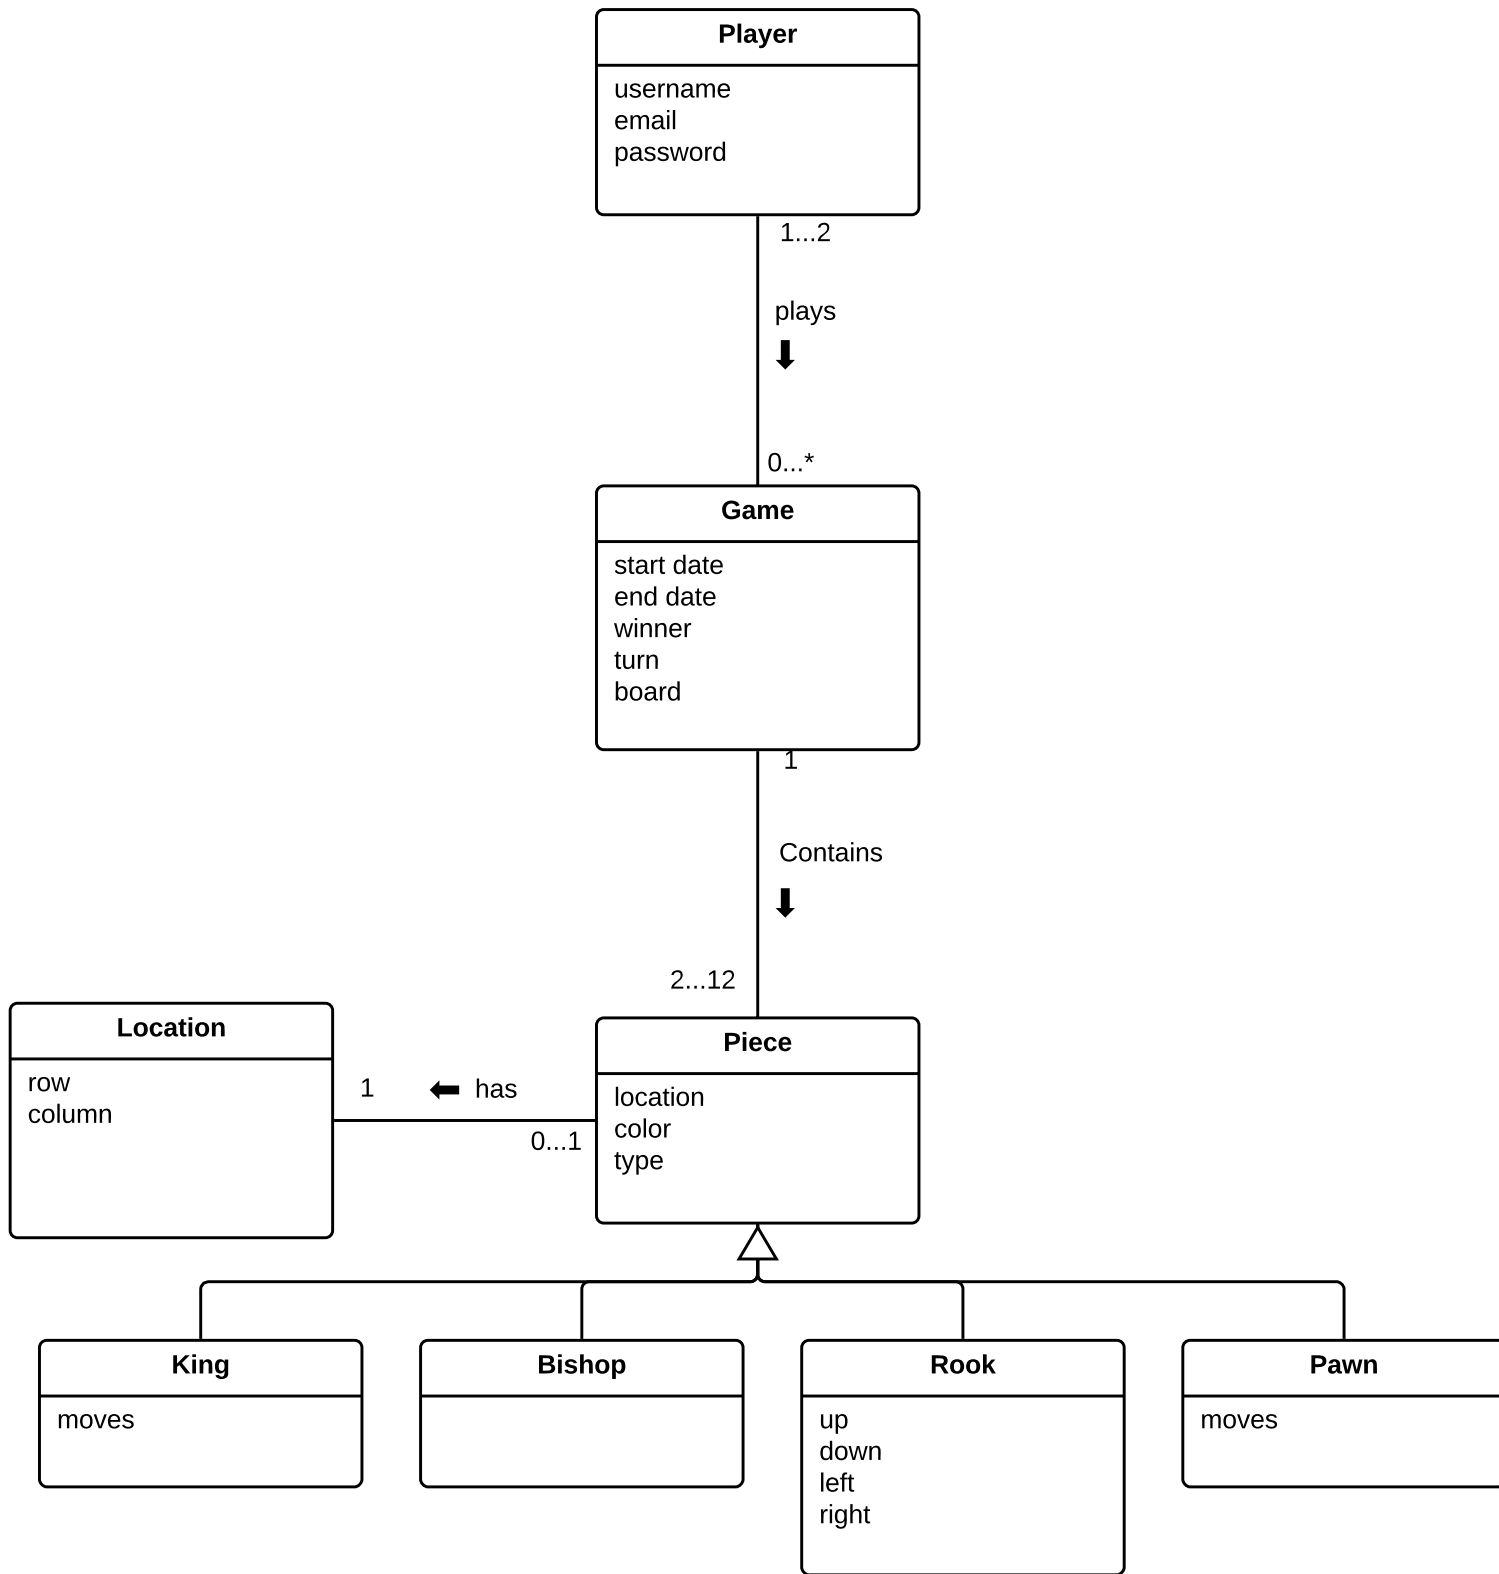 Player
username
email
password
1...2
plays
0...*
Game
start date
end date
winner
turn
board
1
Contains
2...12
Location
row
column
1
has
0...1
Piece
location
color
type
King
moves
Bishop
Rook
up
down
left
right
Pawn
moves